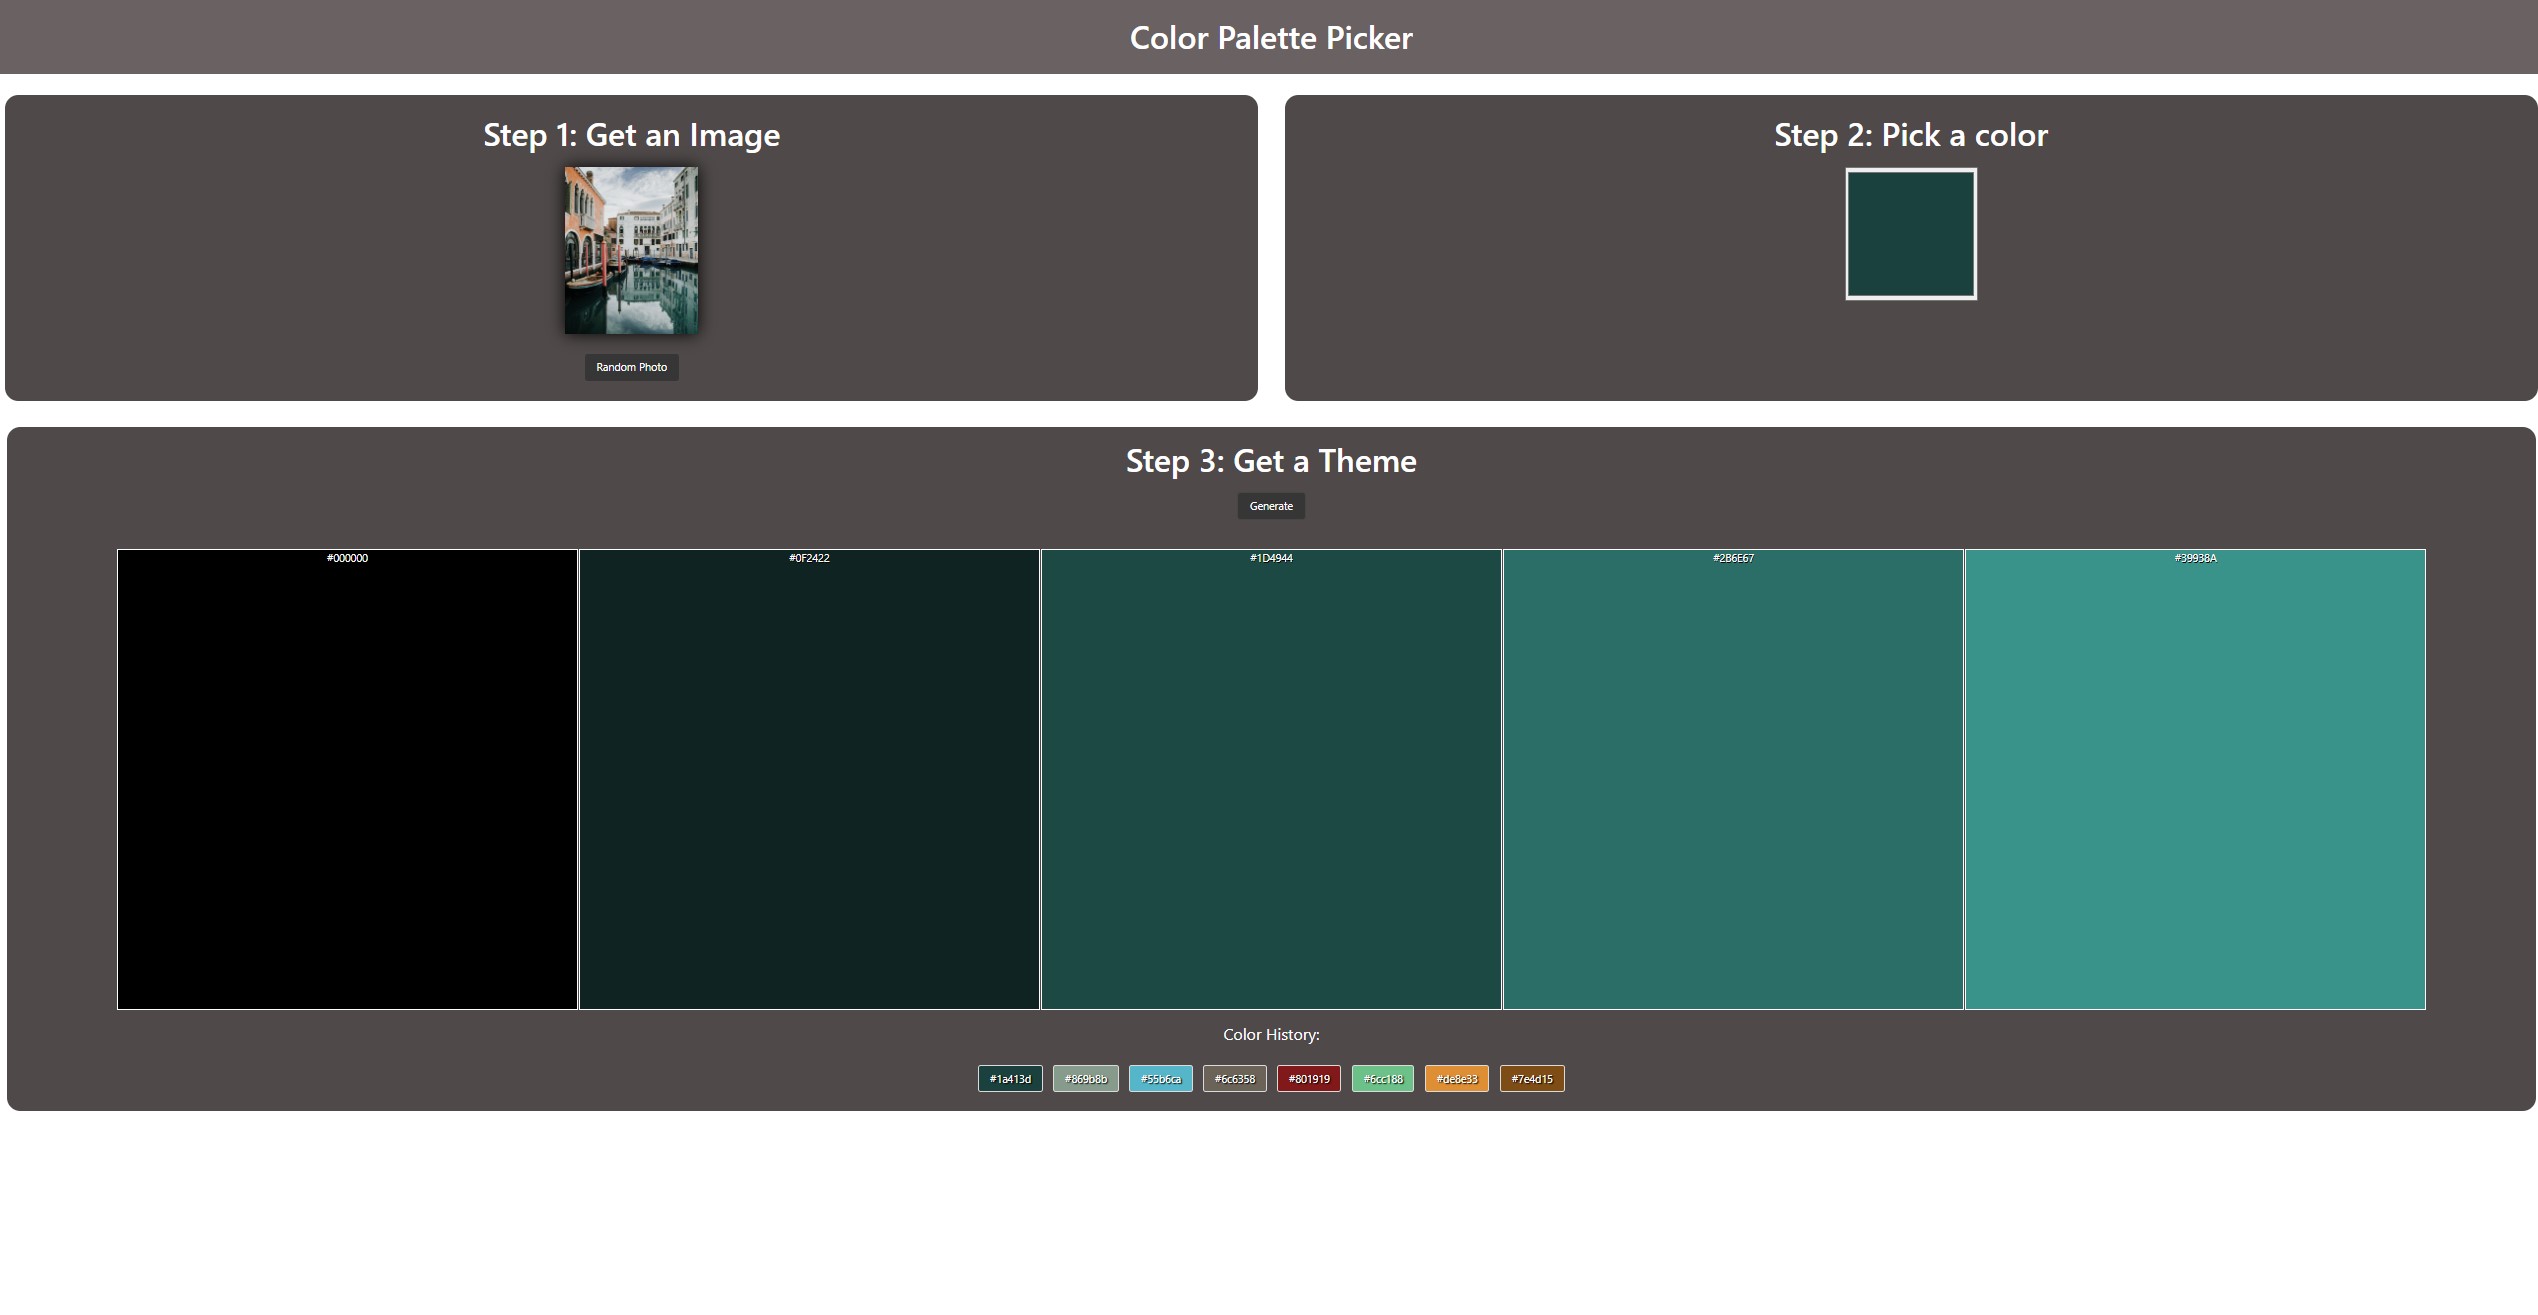 Color Palette Picker
Step 1: Get an Image
Random Photo
Step 2: Pick a color
Step 3: Get a Theme
Generate
#000000 #0F2422 #1D4944 #2B6E67 #39938A
Color History:
#1a413d #869b8b #55b6ca #6c6358 #801919 #6cc188 #de8e33 #7e4d15